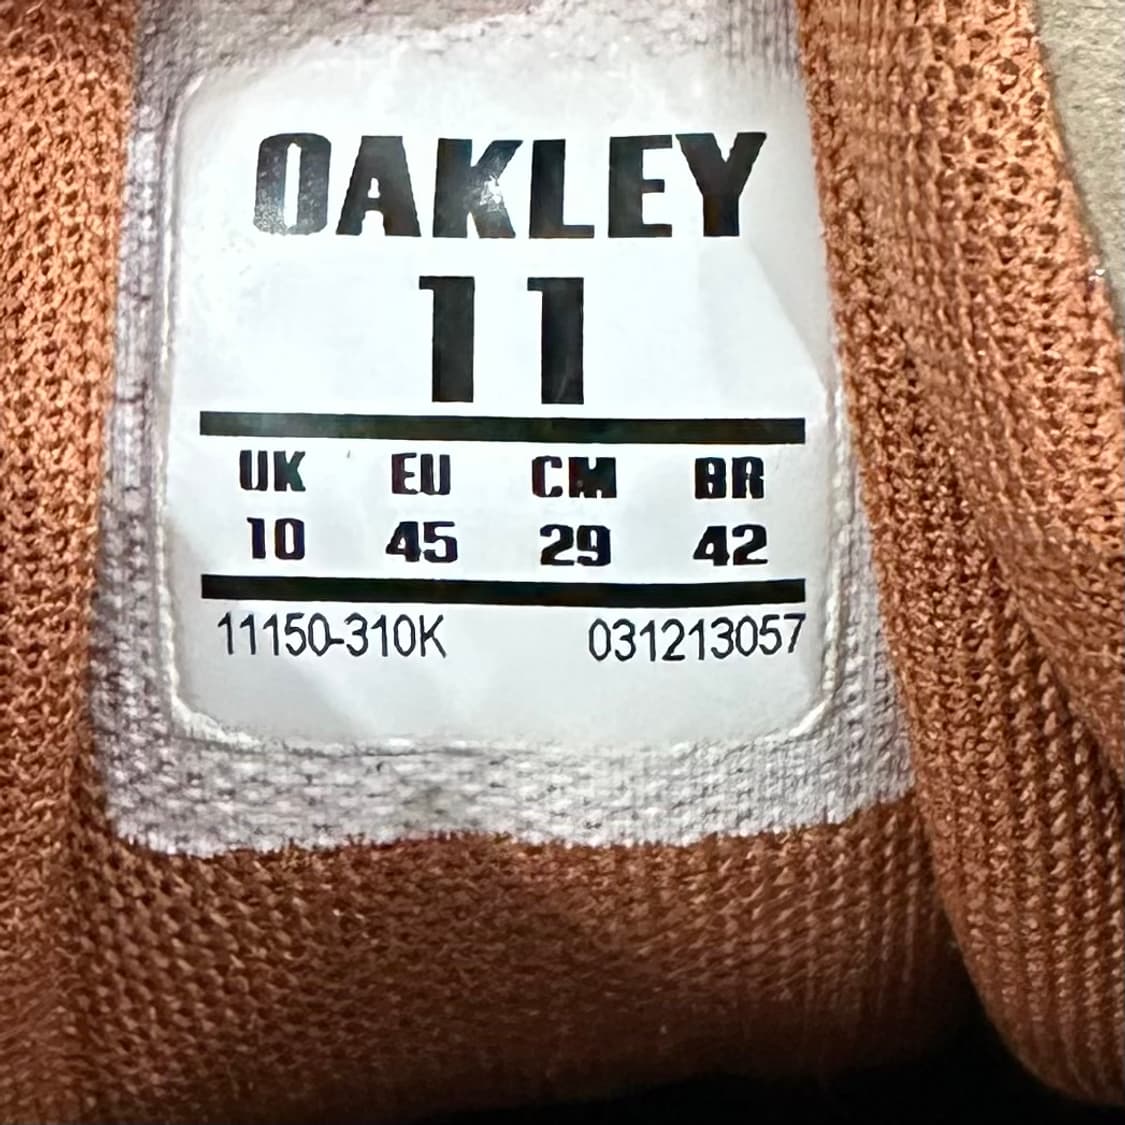 OAKLEY
11
UK EU CM BR
10 45 29 42
11150-310K 031213057